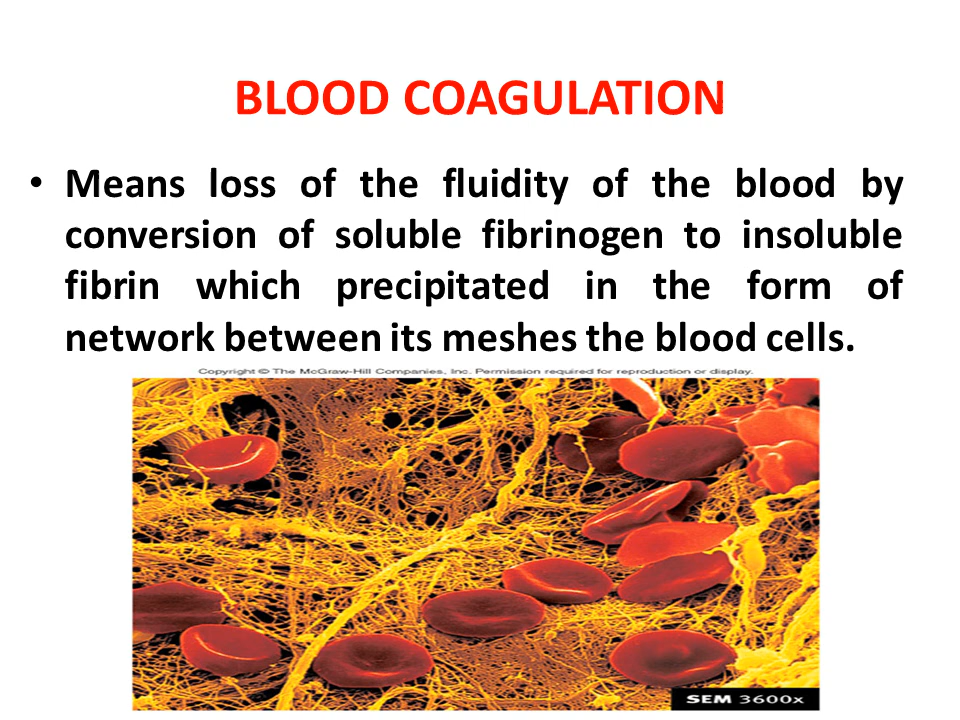 BLOOD COAGULATION
• Means loss of the fluidity of the blood by
conversion of soluble fibrinogen to insoluble
fibrin which precipitated in the form of
network between its meshes the blood cells.
Copyright © The McGraw-Hill Companies, Inc. Permission required for reproduction or display.
SEM 3600x